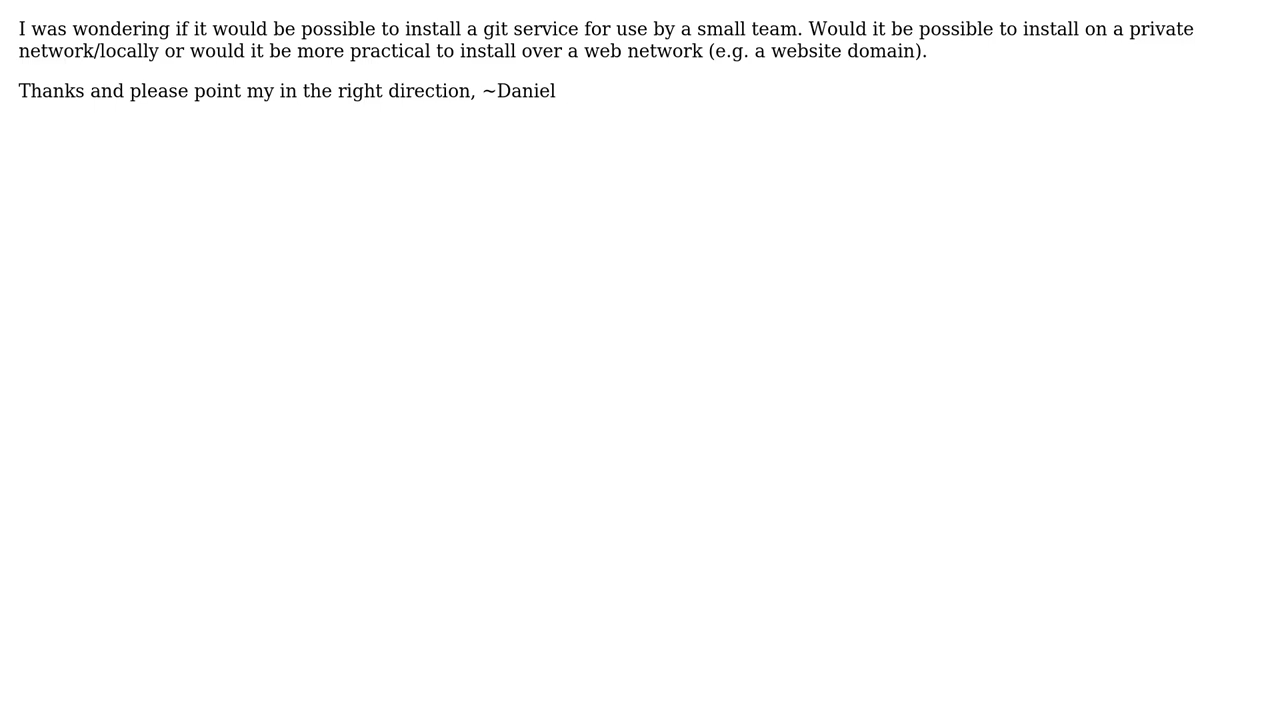 I was wondering if it would be possible to install a git service for use by a small team. Would it be possible to install on a private
network/locally or would it be more practical to install over a web network (e.g. a website domain).
Thanks and please point my in the right direction, ~Daniel